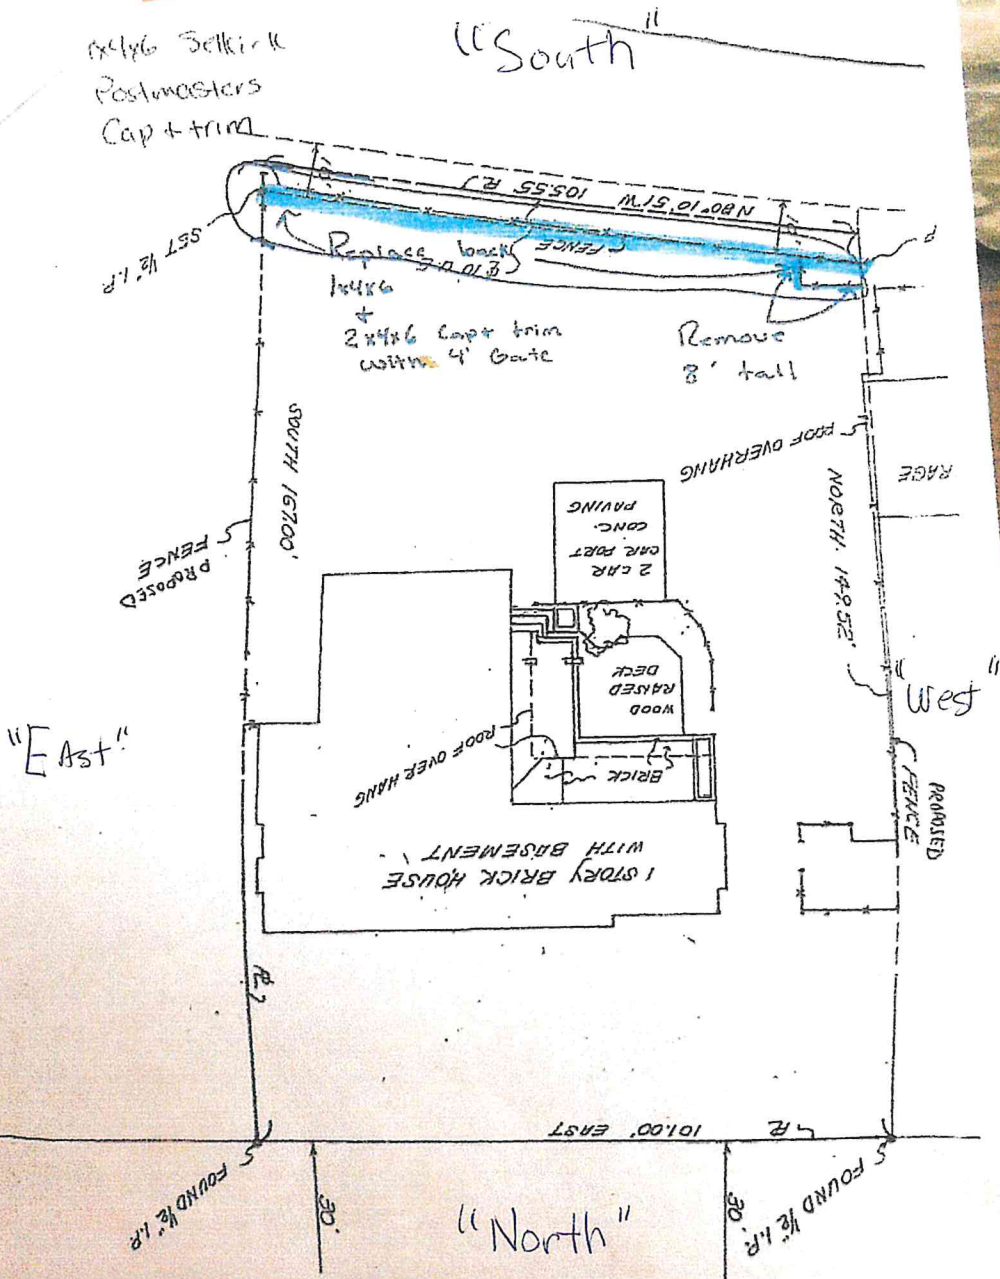 "South"
1x4x6 Selkirk
Postmasters
Cap + trim
105.55'
N 80° 10' 51" W
SET 1/2" I.P.
FENCE
Replace back
1x4x6
+
2x4x6 cap + trim
with 4' Gate
Remove
8' tall
ROOF OVERHANG
RAGE
SOUTH 167.00'
NORTH 149.52'
PROPOSED
FENCE
2 CAR
CAR PORT
CONC.
PAVING
WOOD
RAISED
DECK
ROOF OVERHANG
BRICK
"East"
"West"
PROPOSED
FENCE
1 STORY BRICK HOUSE
WITH BASEMENT
101.00' EAST
FOUND 1/2" I.P.
30'
"North"
30'
FOUND 1/2" I.P.